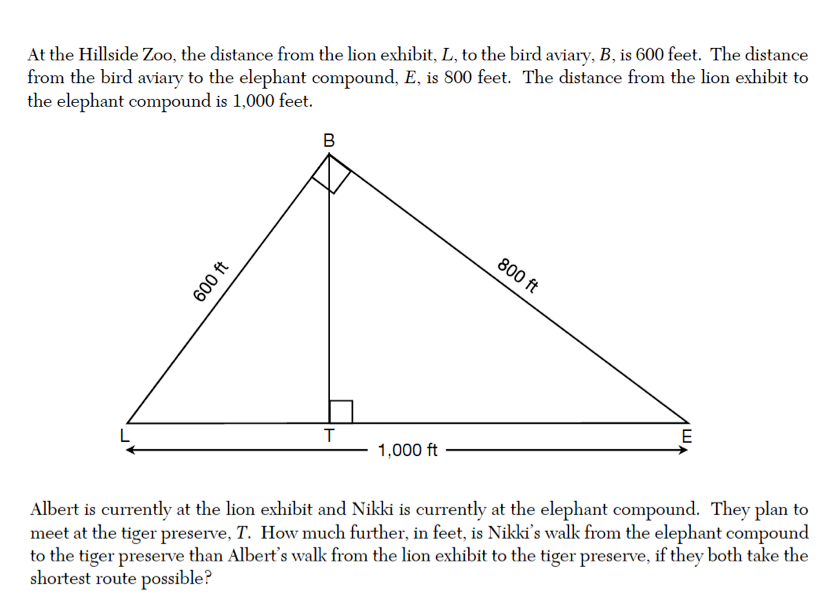 At the Hillside Zoo, the distance from the lion exhibit, L, to the bird aviary, B, is 600 feet. The distance
from the bird aviary to the elephant compound, E, is 800 feet. The distance from the lion exhibit to
the elephant compound is 1,000 feet.
B
600 ft
800 ft
L
T
E
1,000 ft
Albert is currently at the lion exhibit and Nikki is currently at the elephant compound. They plan to
meet at the tiger preserve, T. How much further, in feet, is Nikki's walk from the elephant compound
to the tiger preserve than Albert's walk from the lion exhibit to the tiger preserve, if they both take the
shortest route possible?